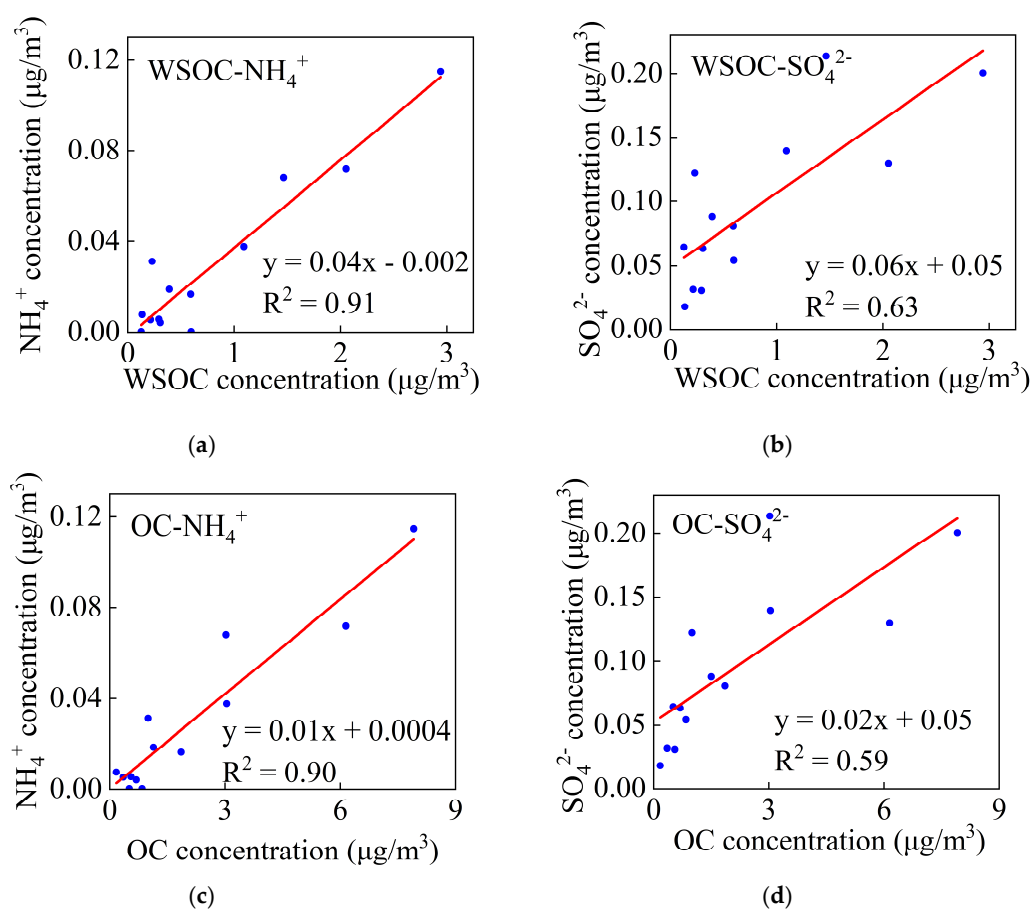 NH₄⁺ concentration (μg/m³)
0.12
0.08
0.04
0.00
WSOC-NH₄⁺
y = 0.04x - 0.002
R² = 0.91
0 1 2 3
WSOC concentration (μg/m³)
(a)
SO₄²⁻ concentration (μg/m³)
0.20
0.15
0.10
0.05
0.00
WSOC-SO₄²⁻
y = 0.06x + 0.05
R² = 0.63
0 1 2 3
WSOC concentration (μg/m³)
(b)
NH₄⁺ concentration (μg/m³)
0.12
0.08
0.04
0.00
OC-NH₄⁺
y = 0.01x + 0.0004
R² = 0.90
0 3 6 9
OC concentration (μg/m³)
(c)
SO₄²⁻ concentration (μg/m³)
0.20
0.15
0.10
0.05
0.00
OC-SO₄²⁻
y = 0.02x + 0.05
R² = 0.59
0 3 6 9
OC concentration (μg/m³)
(d)